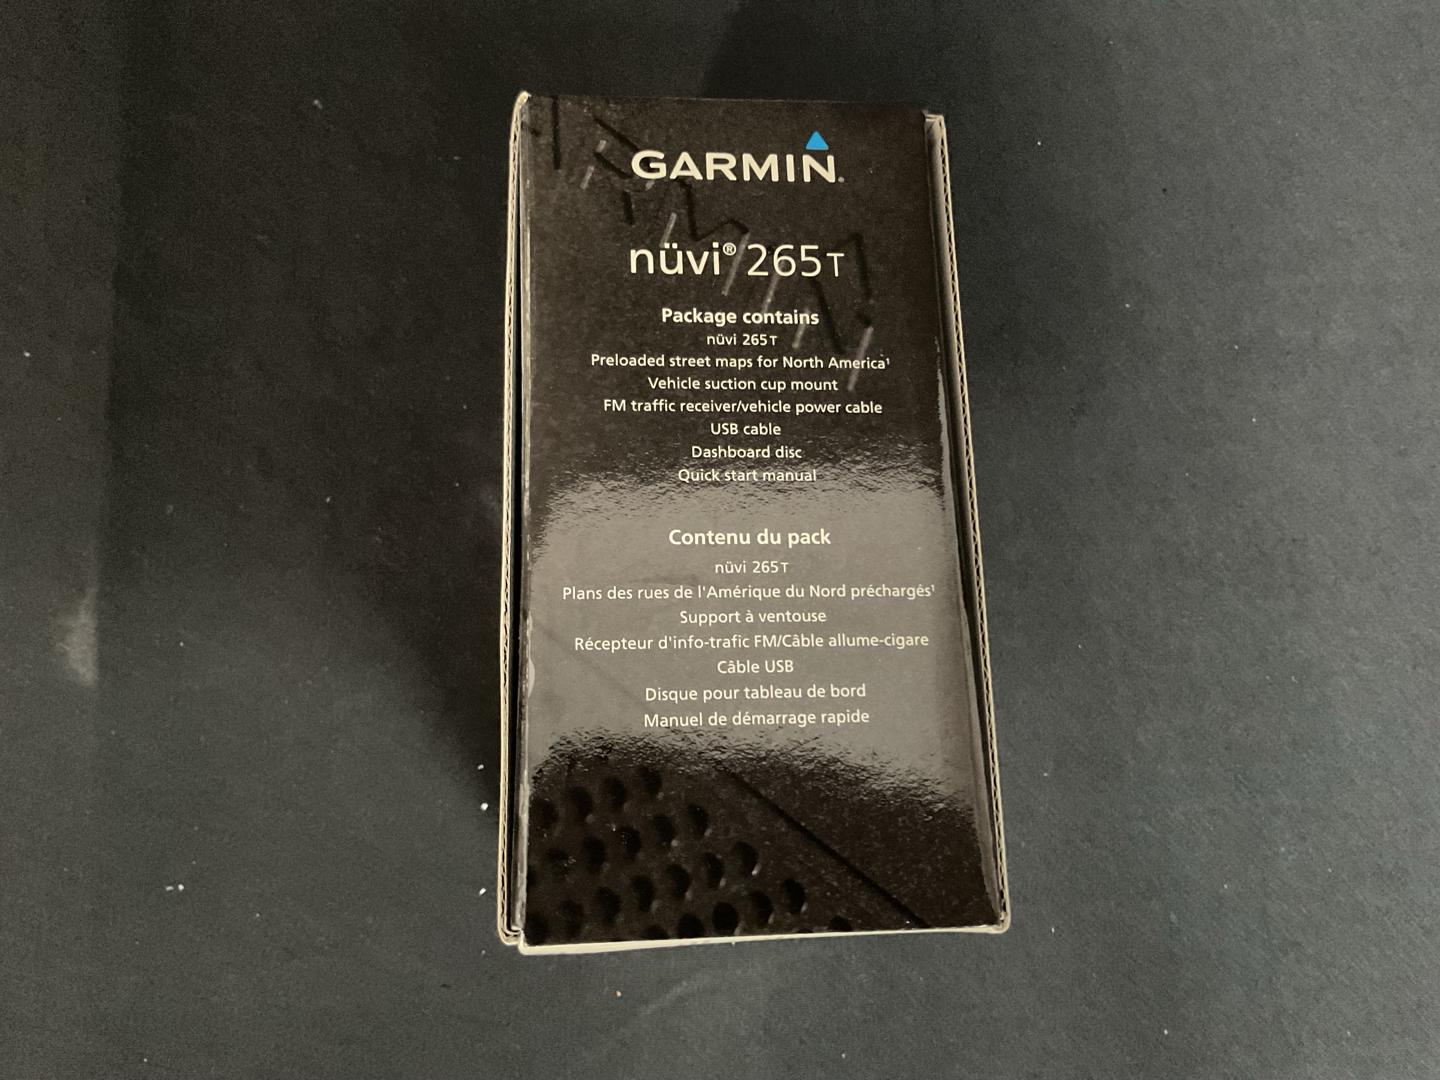 GARMIN®
nüvi® 265T
Package contains
nüvi 265T
Preloaded street maps for North America¹
Vehicle suction cup mount
FM traffic receiver/vehicle power cable
USB cable
Dashboard disc
Quick start manual
Contenu du pack
nüvi 265T
Plans des rues de l'Amérique du Nord préchargés¹
Support à ventouse
Récepteur d'info-trafic FM/Câble allume-cigare
Câble USB
Disque pour tableau de bord
Manuel de démarrage rapide